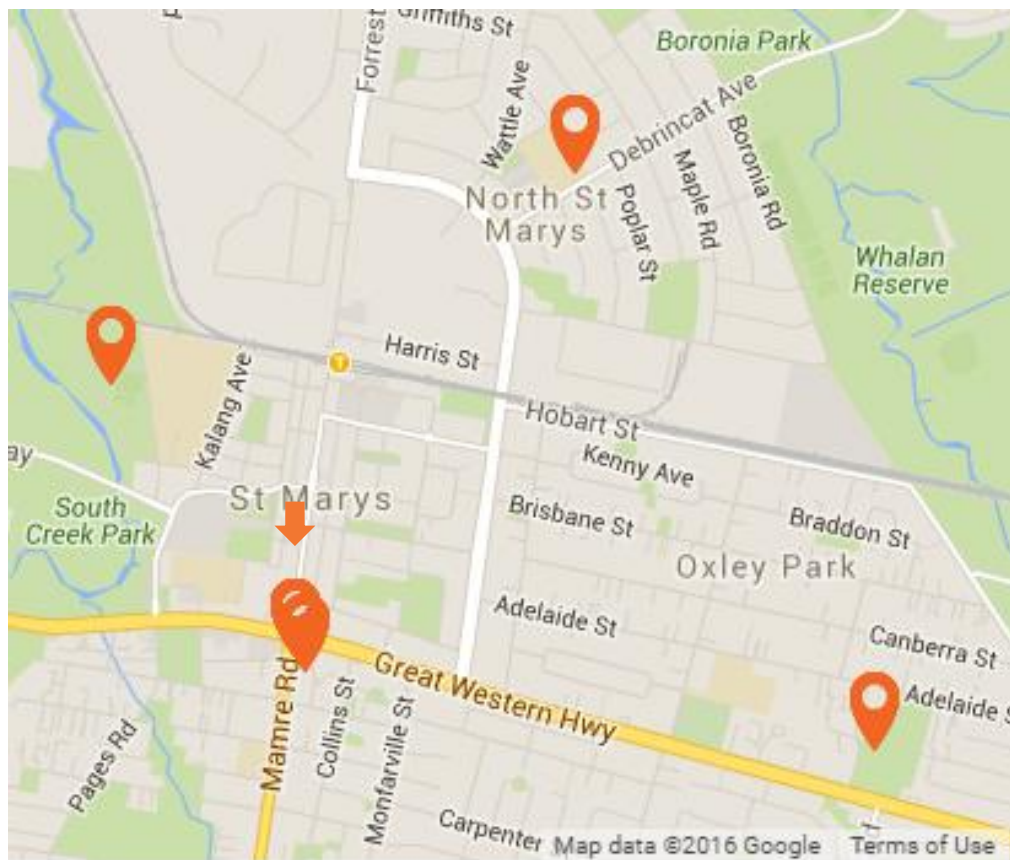 Griffiths St
Boronia Park
Forrest
Wattle Ave
Debrincat Ave
Boronia Rd
Maple Rd
Poplar St
North St
Marys
Whalan
Reserve
T
Harris St
Kalang Ave
Hobart St
Kenny Ave
ay
St Marys
South
Creek Park
Brisbane St
Braddon St
Oxley Park
Adelaide St
Canberra St
Great Western Hwy
Mamre Rd
Collins St
Monfarville St
Adelaide S
Pages Rd
Carpenter
Map data ©2016 Google
Terms of Use